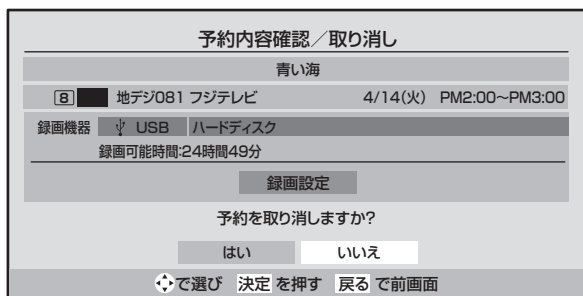 予約内容確認／取り消し
青い海
8 地デジ081 フジテレビ 4/14(火) PM2:00～PM3:00
録画機器 USB ハードディスク
録画可能時間:24時間49分
録画設定
予約を取り消しますか?
はい いいえ
で選び 決定 を押す 戻る で前画面